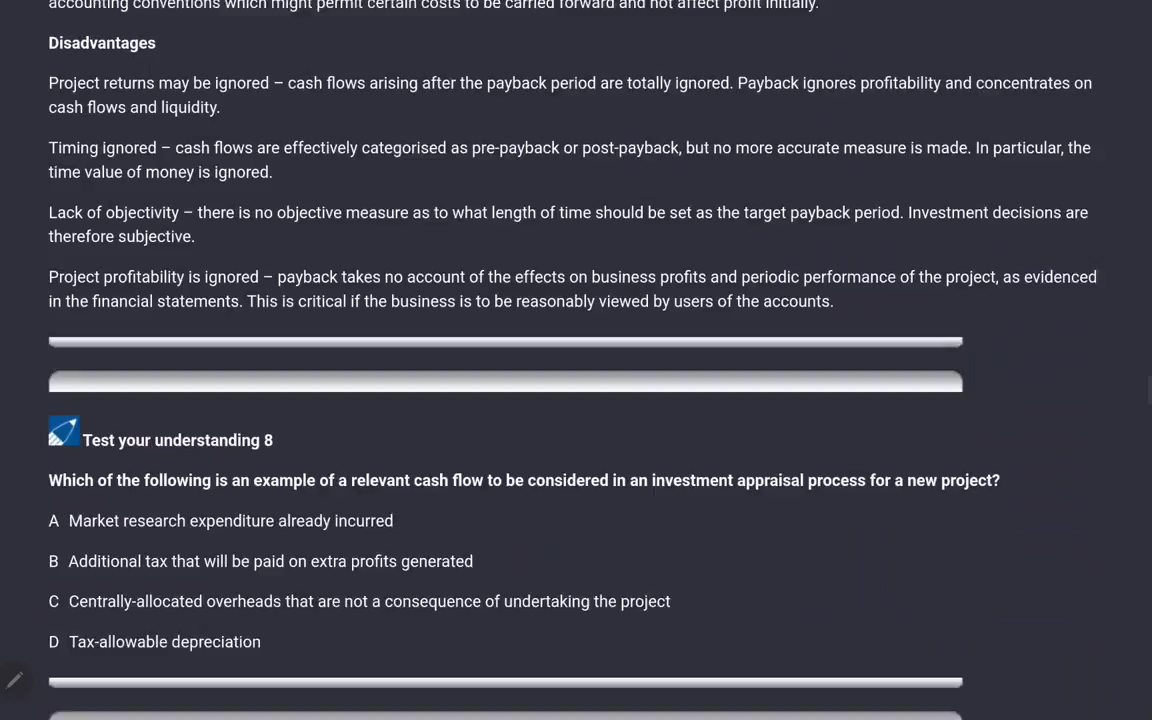 accounting conventions which might permit certain costs to be carried forward and not affect profit initially.
Disadvantages
Project returns may be ignored – cash flows arising after the payback period are totally ignored. Payback ignores profitability and concentrates on
cash flows and liquidity.
Timing ignored – cash flows are effectively categorised as pre-payback or post-payback, but no more accurate measure is made. In particular, the
time value of money is ignored.
Lack of objectivity – there is no objective measure as to what length of time should be set as the target payback period. Investment decisions are
therefore subjective.
Project profitability is ignored – payback takes no account of the effects on business profits and periodic performance of the project, as evidenced
in the financial statements. This is critical if the business is to be reasonably viewed by users of the accounts.
Test your understanding 8
Which of the following is an example of a relevant cash flow to be considered in an investment appraisal process for a new project?
A Market research expenditure already incurred
B Additional tax that will be paid on extra profits generated
C Centrally-allocated overheads that are not a consequence of undertaking the project
D Tax-allowable depreciation